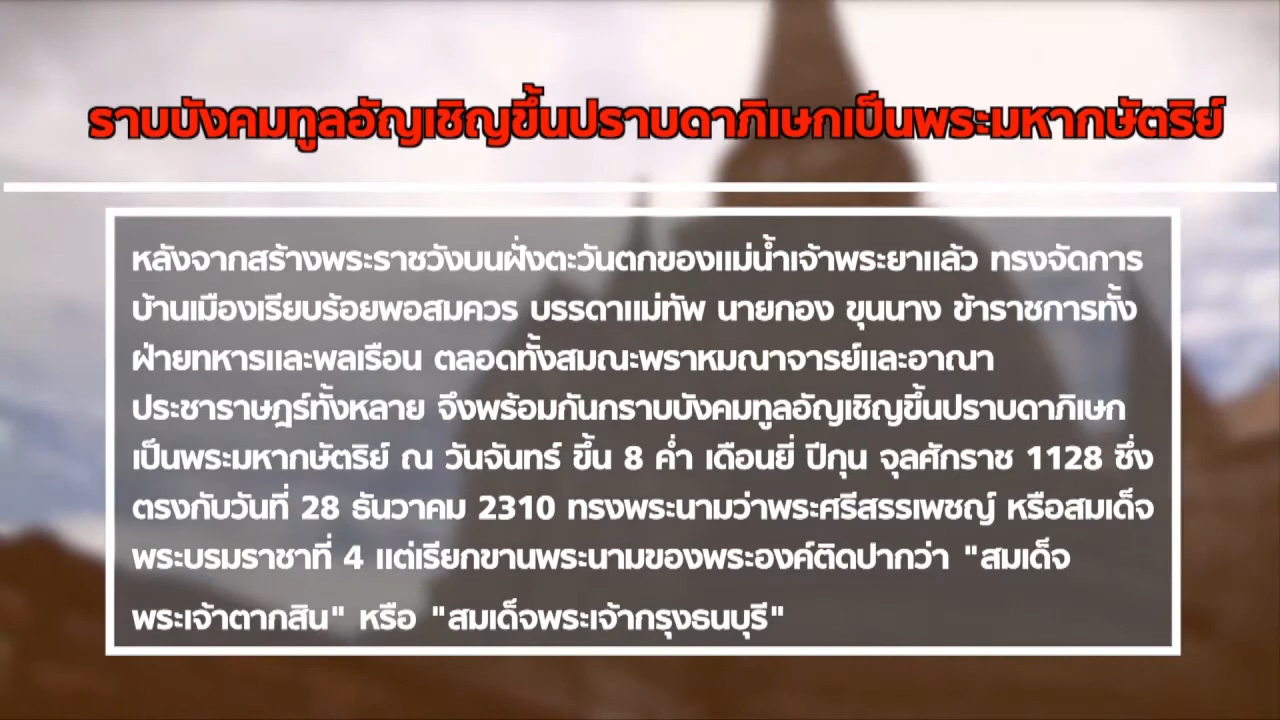 ราบบังคมทูลอัญเชิญขึ้นปราบดาภิเษกเป็นพระมหากษัตริย์
หลังจากสร้างพระราชวังบนฝั่งตะวันตกของแม่น้ำเจ้าพระยาแล้ว ทรงจัดการ
บ้านเมืองเรียบร้อยพอสมควร บรรดาแม่ทัพ นายกอง ขุนนาง ข้าราชการทั้ง
ฝ่ายทหารและพลเรือน ตลอดทั้งสมณะพราหมณาจารย์และอาณา
ประชาราษฎร์ทั้งหลาย จึงพร้อมกันกราบบังคมทูลอัญเชิญขึ้นปราบดาภิเษก
เป็นพระมหากษัตริย์ ณ วันจันทร์ ขึ้น 8 ค่ำ เดือนยี่ ปีกุน จุลศักราช 1128 ซึ่ง
ตรงกับวันที่ 28 ธันวาคม 2310 ทรงพระนามว่าพระศรีสรรเพชญ์ หรือสมเด็จ
พระบรมราชาที่ 4 แต่เรียกขานพระนามของพระองค์ติดปากว่า "สมเด็จ
พระเจ้าตากสิน" หรือ "สมเด็จพระเจ้ากรุงธนบุรี"